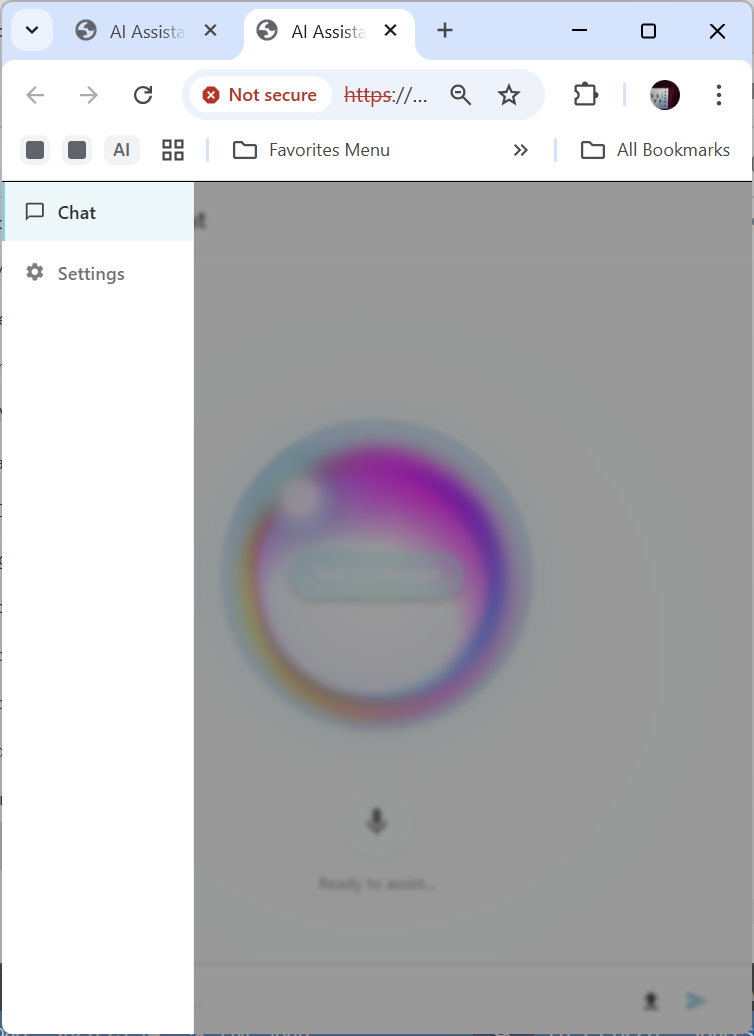 AI Assista
AI Assista
Not secure
https://...
AI
Favorites Menu
All Bookmarks
Chat
Settings
Ready to assist...